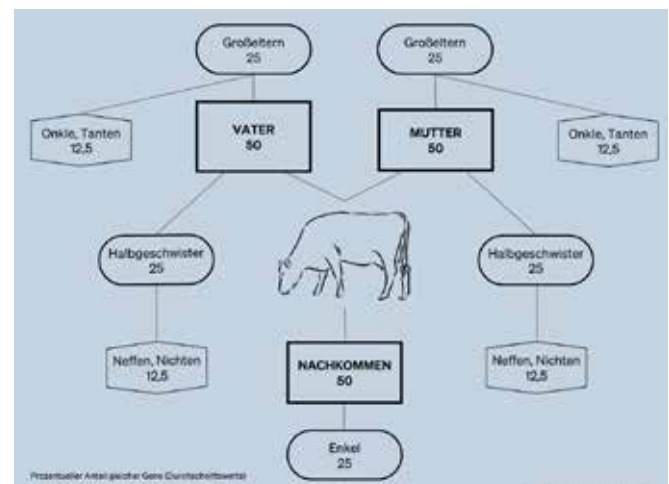 Großeltern
25
Großeltern
25
Onkle, Tanten
12,5
VATER
50
MUTTER
50
Onkle, Tanten
12,5
Halbgeschwister
25
Halbgeschwister
25
Neffen, Nichten
12,5
NACHKOMMEN
50
Neffen, Nichten
12,5
Enkel
25
Prozentueller Anteil gleicher Gene (Durchschnittswerte)